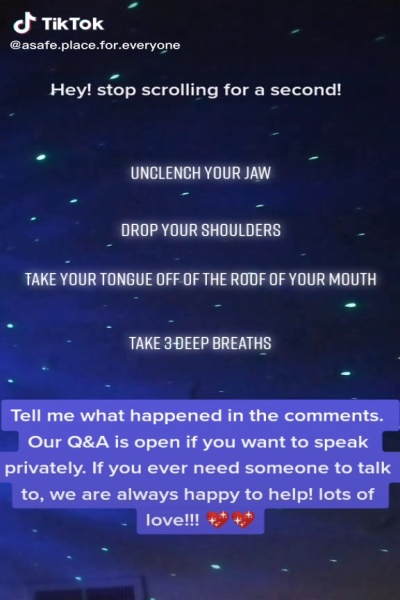 TikTok
@asafe.place.for.everyone
Hey! stop scrolling for a second!
UNCLENCH YOUR JAW
DROP YOUR SHOULDERS
TAKE YOUR TONGUE OFF OF THE ROOF OF YOUR MOUTH
TAKE 3 DEEP BREATHS
Tell me what happened in the comments.
Our Q&A is open if you want to speak
privately. If you ever need someone to talk
to, we are always happy to help! lots of
love!!! 💖💖